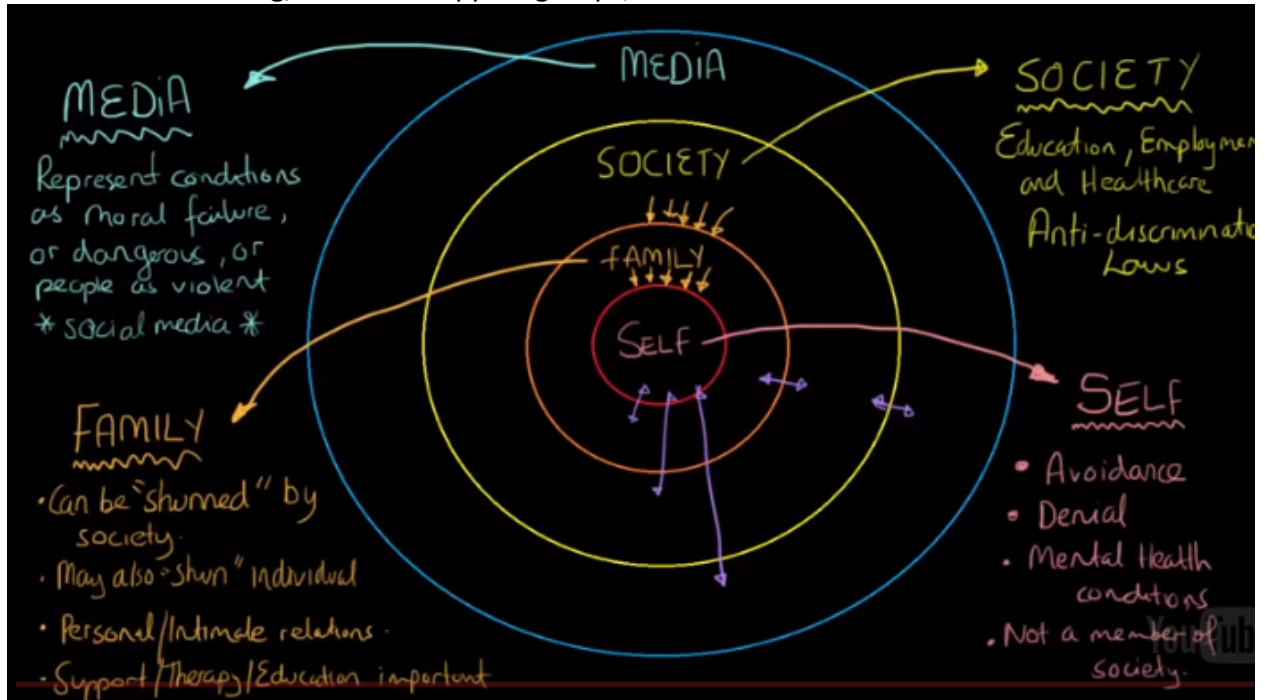 MEDIA
SOCIETY
FAMILY
SELF
MEDIA
Represent conditions
as moral failure,
or dangerous, or
people as violent
* social media *
SOCIETY
Education, Employmen
and Healthcare
Anti-discriminatio
Laws
FAMILY
• Can be "shunned" by
society.
• May also "shun" individual
• Personal/Intimate relations.
• Support/Therapy/Education important
SELF
• Avoidance
• Denial
• Mental Health
conditions
• Not a member of
society.
YouTub